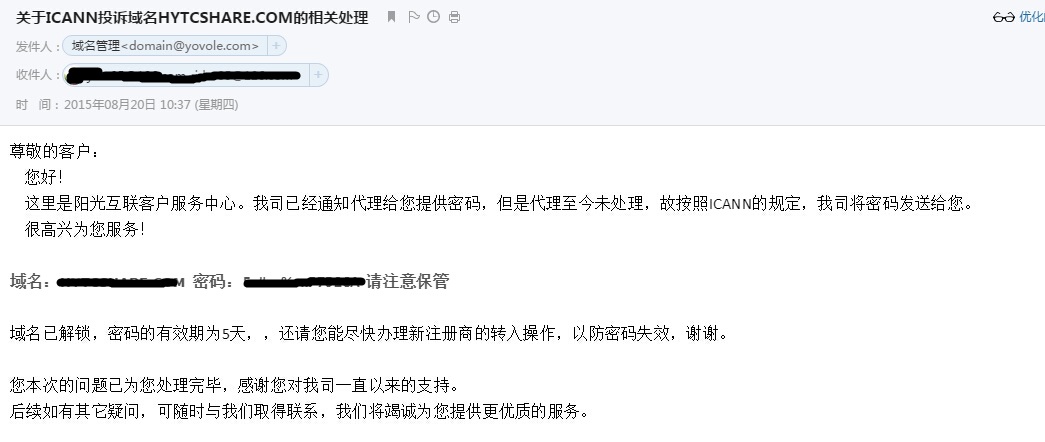 关于ICANN投诉域名HYTCSHARE.COM的相关处理
优化
发件人：域名管理<domain@yovole.com> +
收件人： +
时 间：2015年08月20日 10:37 (星期四)
尊敬的客户：
您好！
这里是阳光互联客户服务中心。我司已经通知代理给您提供密码，但是代理至今未处理，故按照ICANN的规定，我司将密码发送给您。
很高兴为您服务！
域名： 密码： 请注意保管
域名已解锁，密码的有效期为5天，，还请您能尽快办理新注册商的转入操作，以防密码失效，谢谢。
您本次的问题已为您处理完毕，感谢您对我司一直以来的支持。
后续如有其它疑问，可随时与我们取得联系，我们将竭诚为您提供更优质的服务。